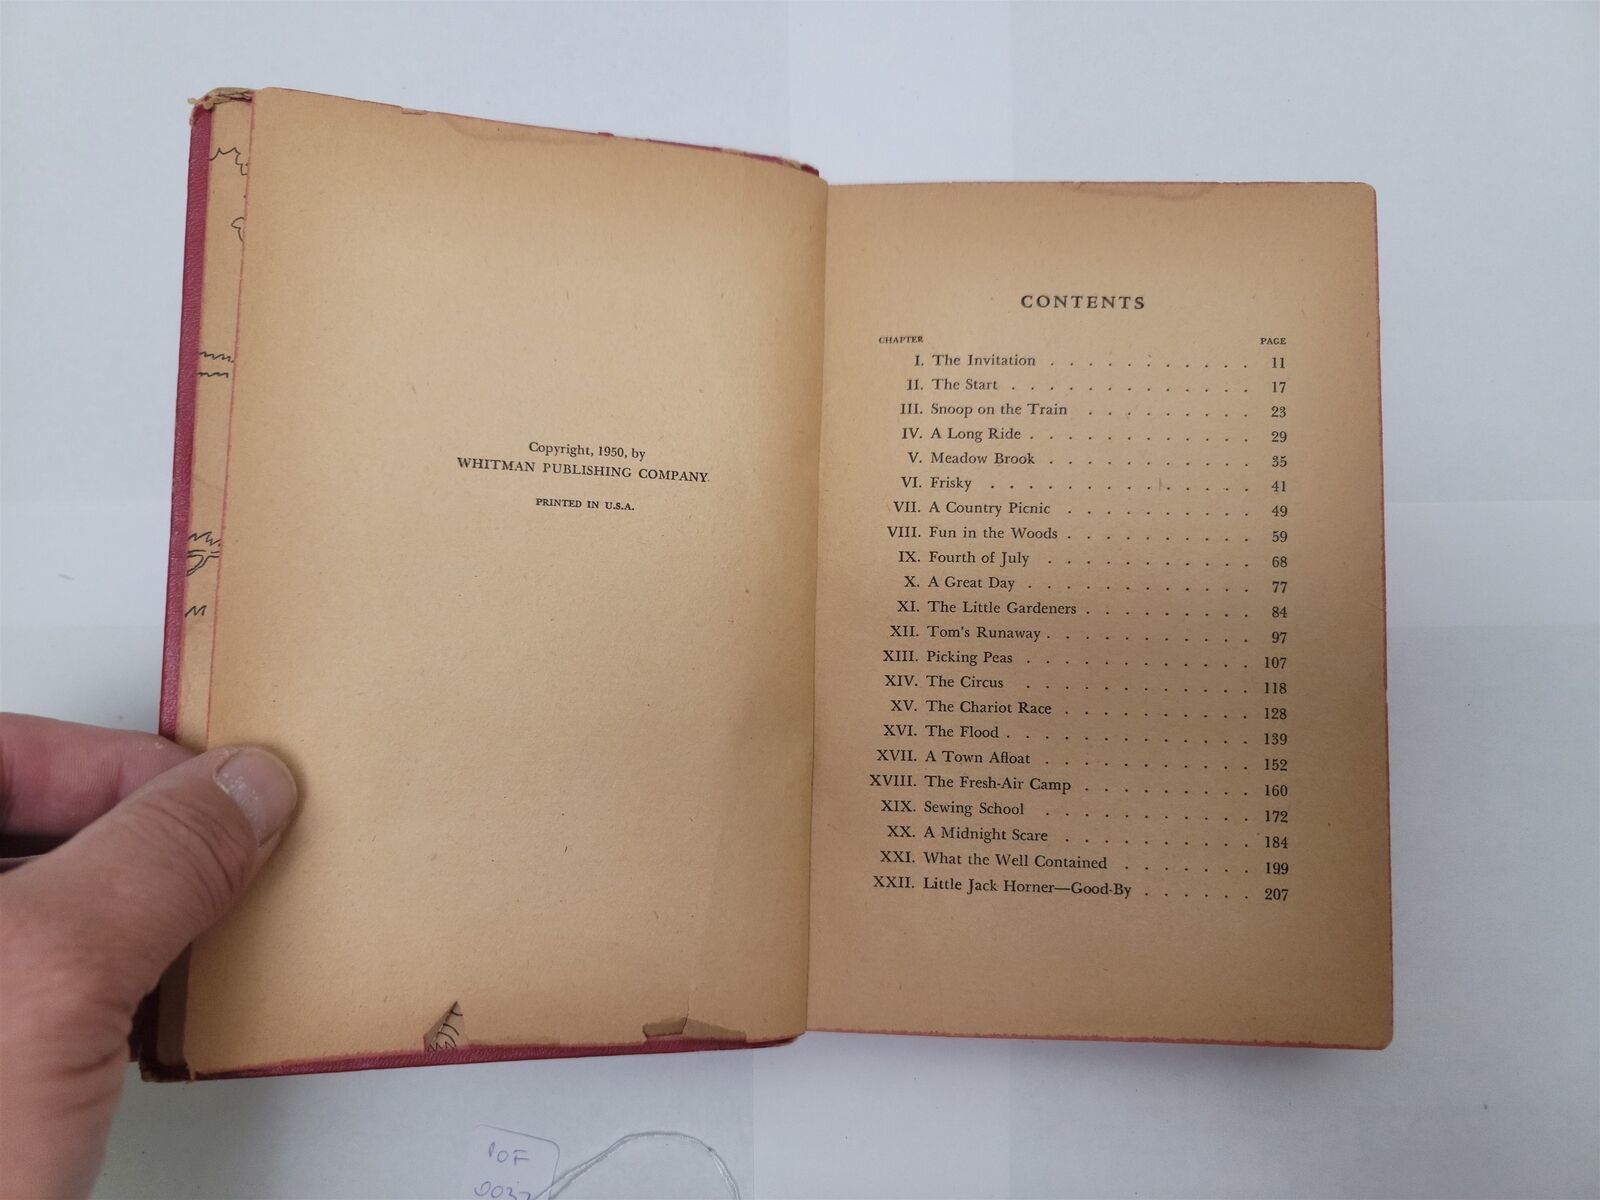 Copyright, 1950, by
WHITMAN PUBLISHING COMPANY
PRINTED IN U.S.A.
CONTENTS
CHAPTER PAGE
I. The Invitation . . . . . . . . . . . 11
II. The Start . . . . . . . . . . . . . 17
III. Snoop on the Train . . . . . . . . . 23
IV. A Long Ride . . . . . . . . . . . . 29
V. Meadow Brook . . . . . . . . . . . 35
VI. Frisky . . . . . . . . . . . . . . 41
VII. A Country Picnic . . . . . . . . . . 49
VIII. Fun in the Woods . . . . . . . . . . 59
IX. Fourth of July . . . . . . . . . . . 68
X. A Great Day . . . . . . . . . . . . 77
XI. The Little Gardeners . . . . . . . . . 84
XII. Tom's Runaway . . . . . . . . . . . 97
XIII. Picking Peas . . . . . . . . . . . . 107
XIV. The Circus . . . . . . . . . . . . 118
XV. The Chariot Race . . . . . . . . . . 128
XVI. The Flood . . . . . . . . . . . . . 139
XVII. A Town Afloat . . . . . . . . . . . 152
XVIII. The Fresh-Air Camp . . . . . . . . . 160
XIX. Sewing School . . . . . . . . . . . 172
XX. A Midnight Scare . . . . . . . . . . 184
XXI. What the Well Contained . . . . . . . 199
XXII. Little Jack Horner—Good-By . . . . . . 207